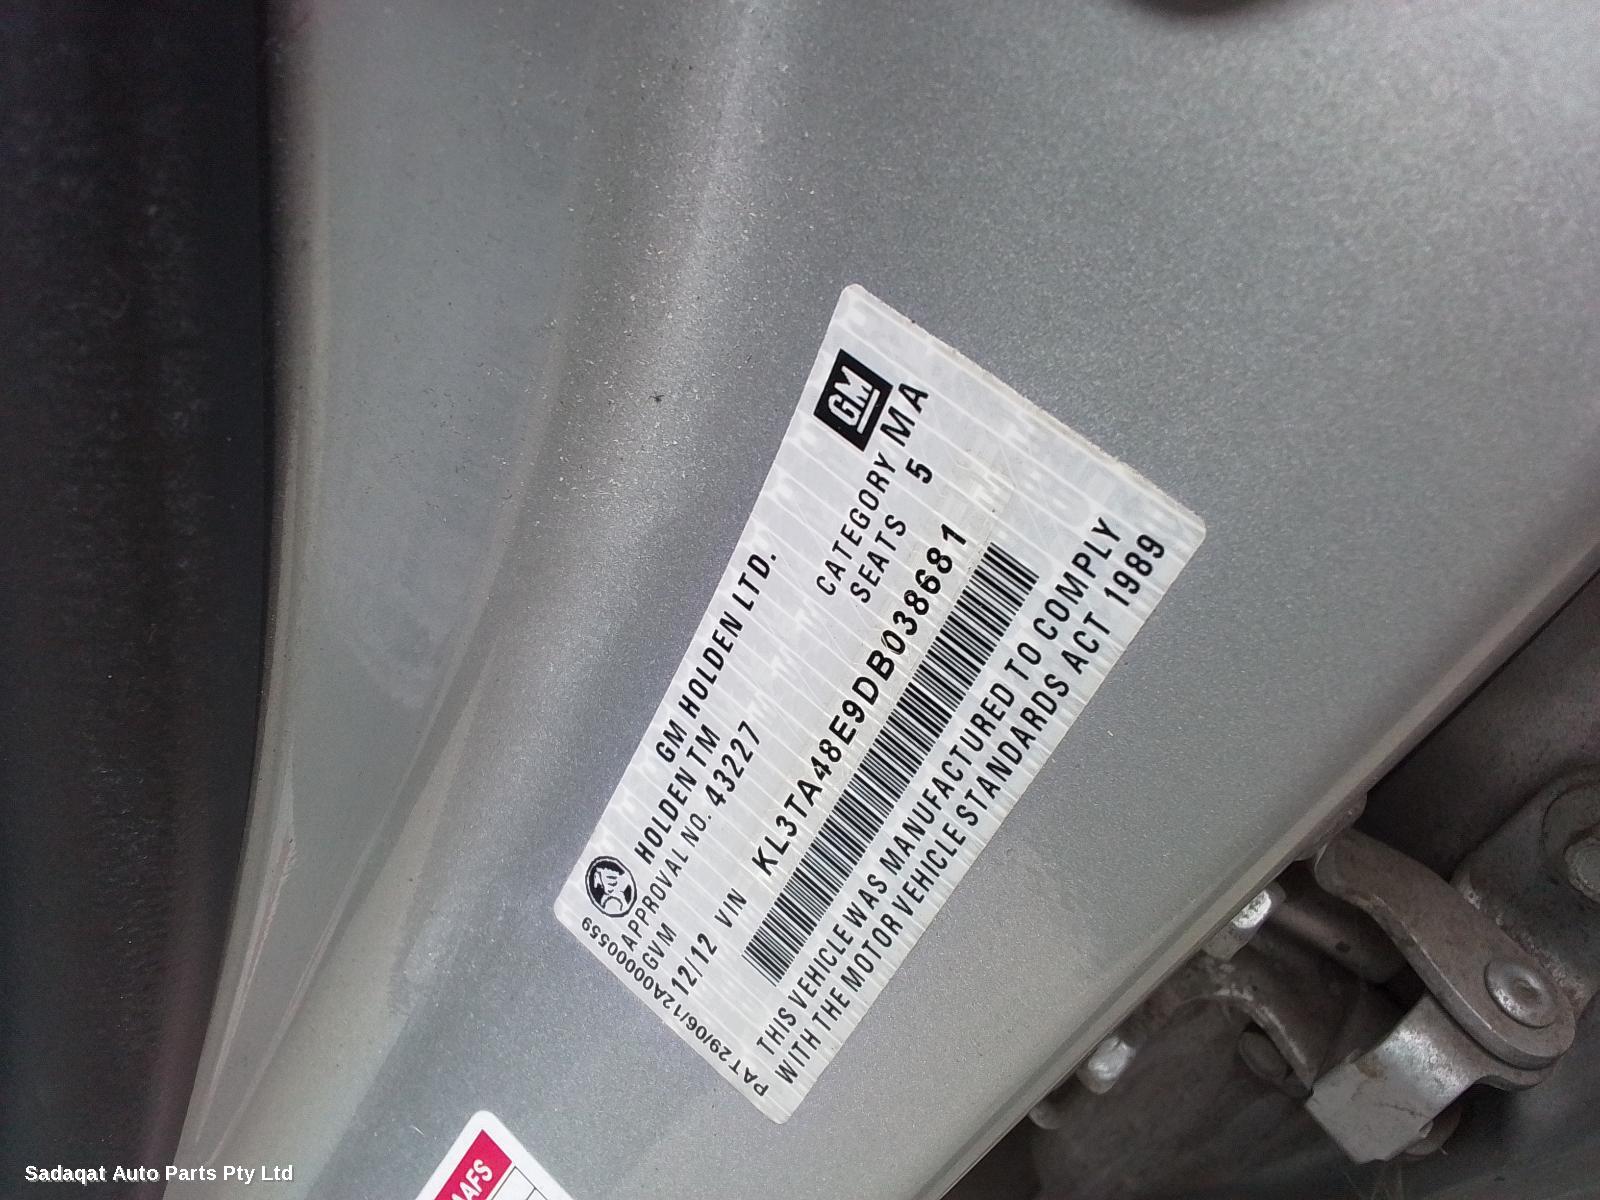 GM
GM HOLDEN LTD.
HOLDEN TM
CATEGORY MA
APPROVAL NO. 43227
SEATS 5
GVM
12/12 VIN KL3TA48E9DB038681
THIS VEHICLE WAS MANUFACTURED TO COMPLY
WITH THE MOTOR VEHICLE STANDARDS ACT 1989
PAT 29/06/12A000000559
Sadaqat Auto Parts Pty Ltd